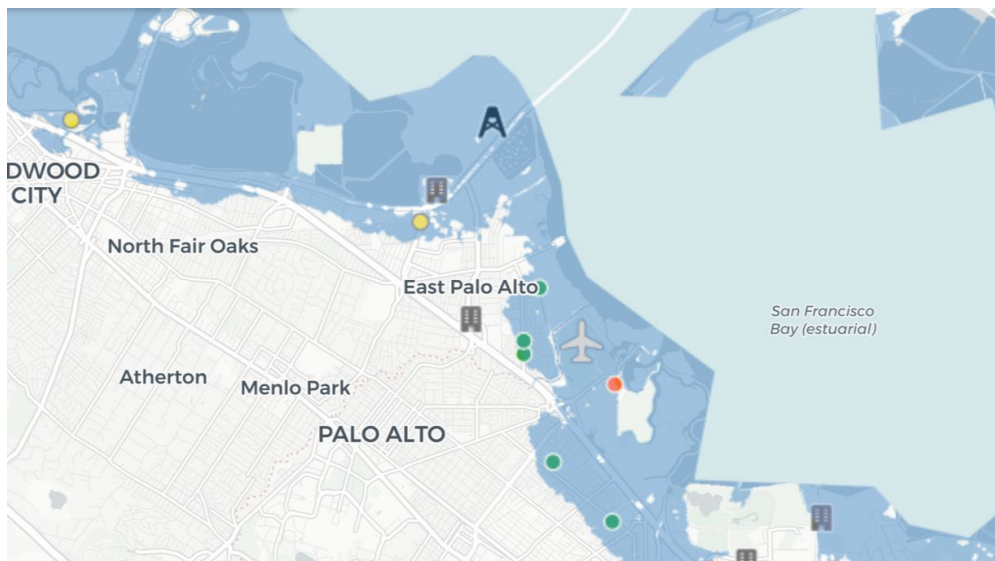 DWOOD
CITY
North Fair Oaks
East Palo Alto
San Francisco
Bay (estuarial)
Atherton
Menlo Park
PALO ALTO